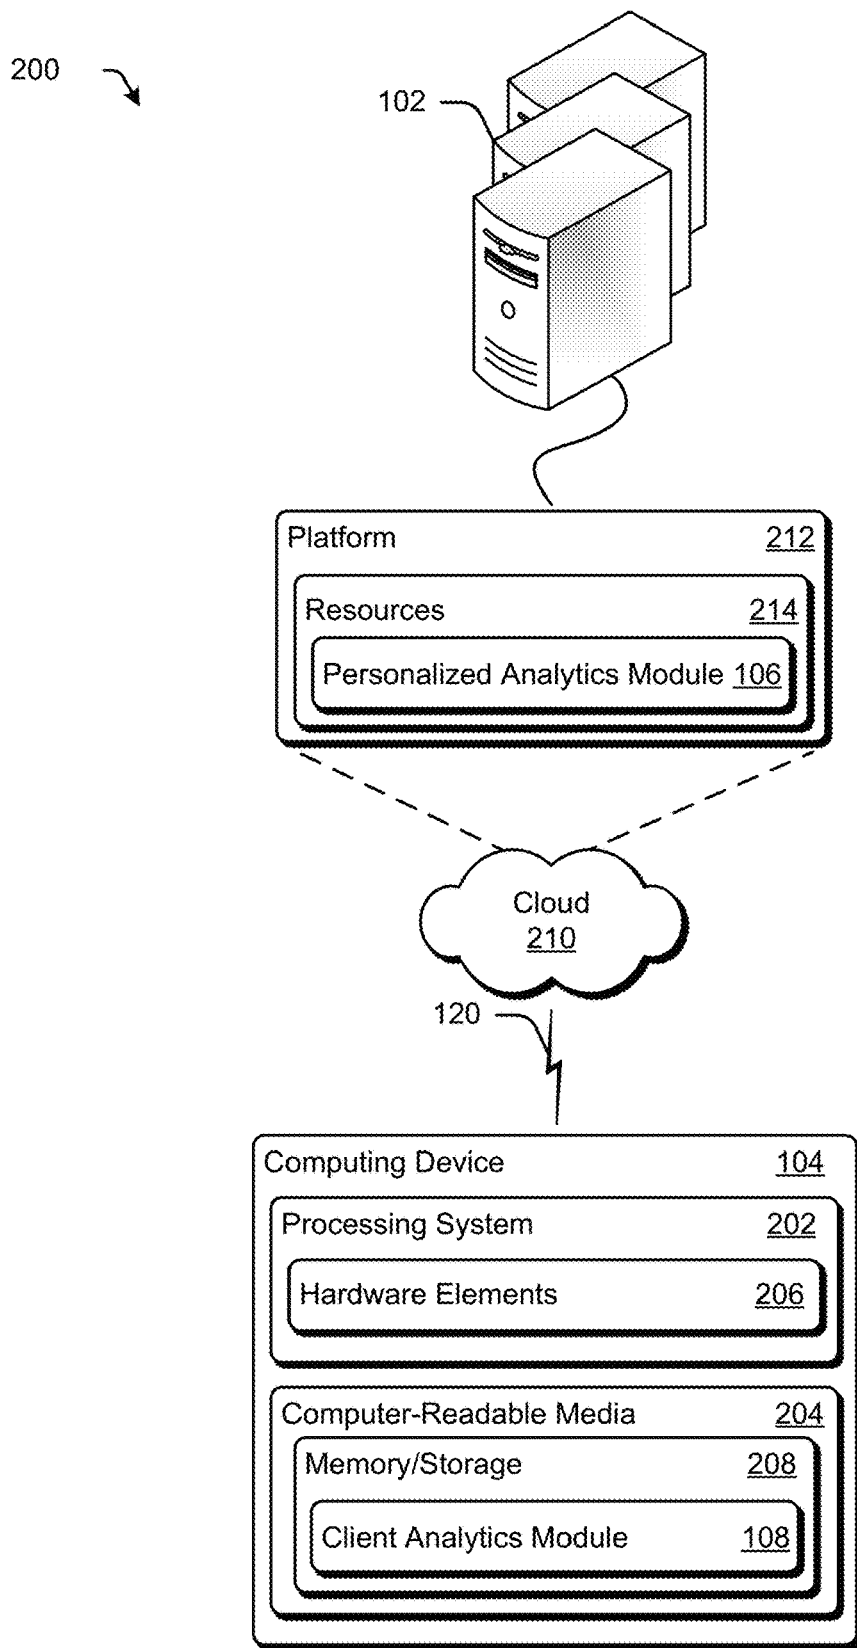 200
102
Platform 212
Resources 214
Personalized Analytics Module 106
Cloud
210
120
Computing Device 104
Processing System 202
Hardware Elements 206
Computer-Readable Media 204
Memory/Storage 208
Client Analytics Module 108